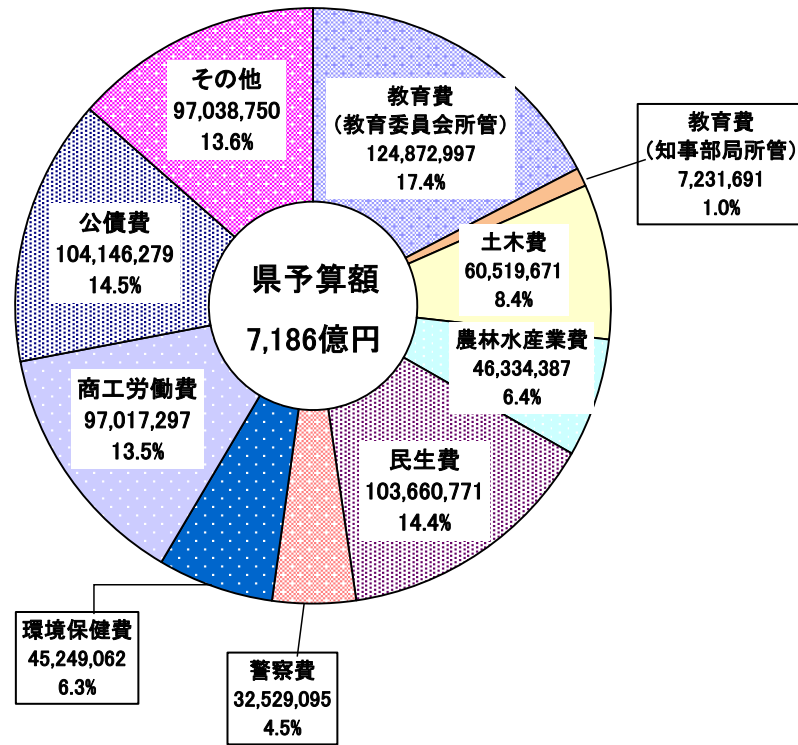 県予算額
7,186億円
教育費
(教育委員会所管)
124,872,997
17.4%
教育費
(知事部局所管)
7,231,691
1.0%
土木費
60,519,671
8.4%
農林水産業費
46,334,387
6.4%
民生費
103,660,771
14.4%
警察費
32,529,095
4.5%
環境保健費
45,249,062
6.3%
商工労働費
97,017,297
13.5%
公債費
104,146,279
14.5%
その他
97,038,750
13.6%